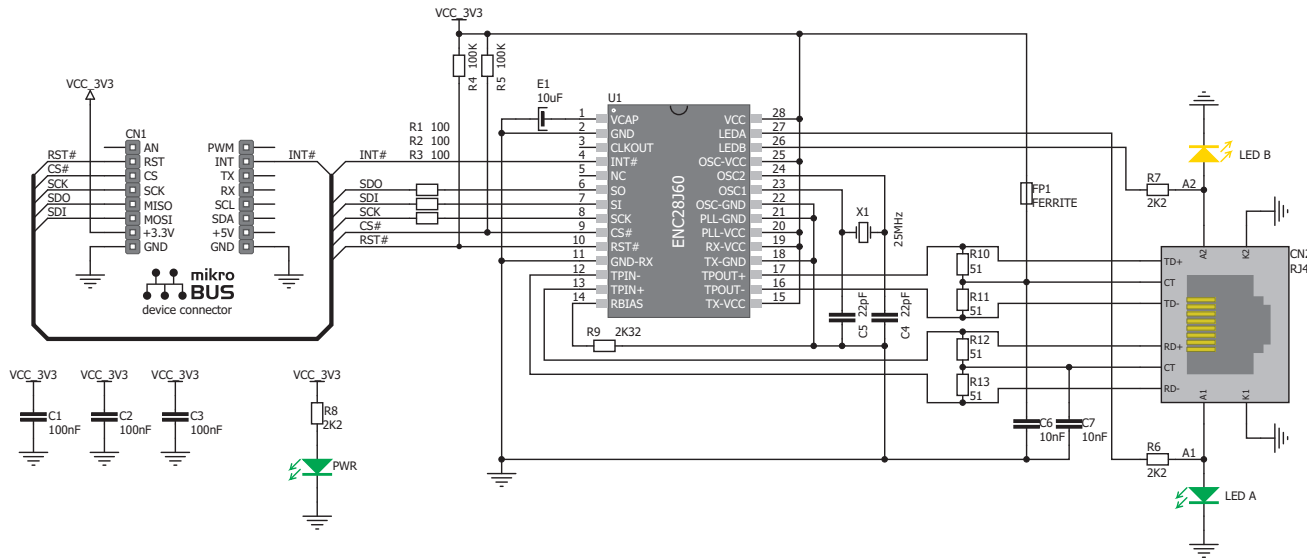 VCC_3V3
R4 100K
R5 100K
VCC_3V3
CN1
AN
RST
CS
SCK
MISO
MOSI
+3.3V
GND
PWM
INT
TX
RX
SCL
SDA
+5V
GND
RST#
CS#
SCK
SDO
SDI
INT#
mikro
BUS
device connector
E1
10uF
R1 100
R2 100
R3 100
INT#
SDO
SDI
SCK
CS#
RST#
U1
ENC28J60
1 VCAP
2 GND
3 CLKOUT
4 INT#
5 NC
6 SO
7 SI
8 SCK
9 CS#
10 RST#
11 GND-RX
12 TPIN-
13 TPIN+
14 RBIAS
28 VCC
27 LEDA
26 LEDB
25 OSC-VCC
24 OSC2
23 OSC1
22 OSC-GND
21 PLL-GND
20 PLL-VCC
19 RX-VCC
18 TX-GND
17 TPOUT+
16 TPOUT-
15 TX-VCC
R9 2K32
X1
25MHz
C5 22pF
C4 22pF
FP1
FERRITE
R10
51
R11
51
R12
51
R13
51
C6
10nF
C7
10nF
R7
2K2
A2
LED B
CN2
RJ4
A2
K2
TD+
CT
TD-
RD+
CT
RD-
A1
K1
R6
2K2
A1
LED A
VCC_3V3
C1
100nF
VCC_3V3
C2
100nF
VCC_3V3
C3
100nF
VCC_3V3
R8
2K2
PWR